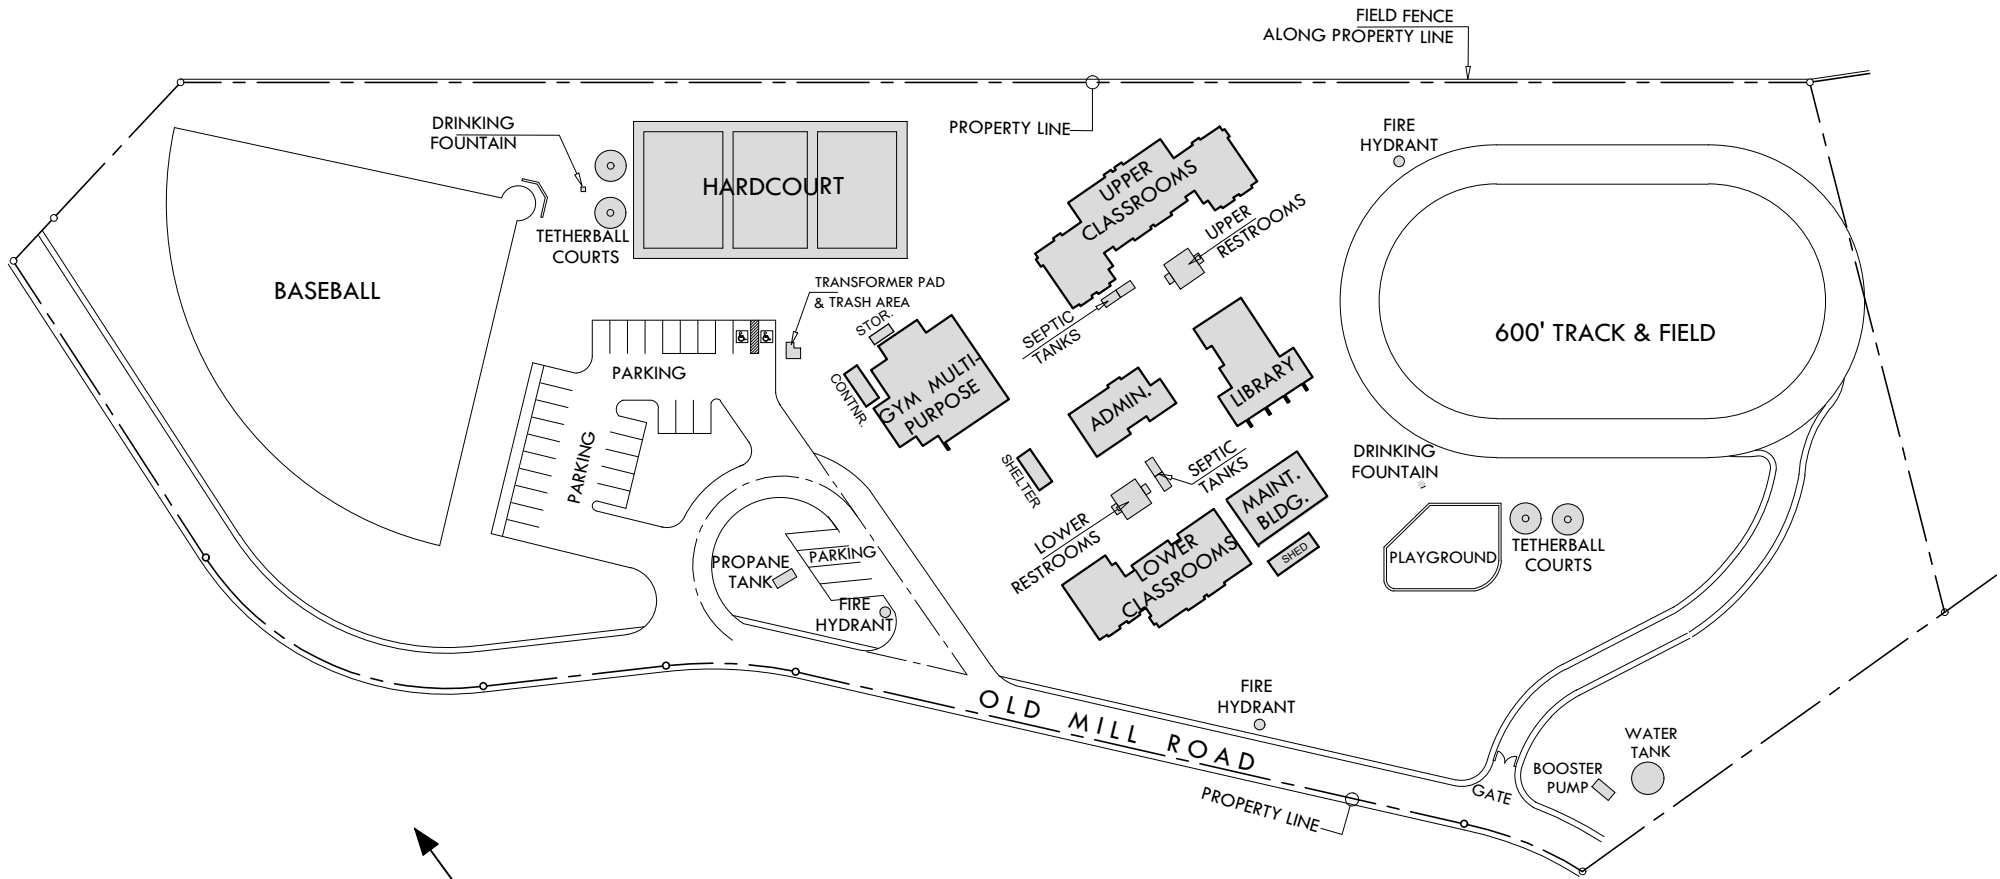 FIELD FENCE
ALONG PROPERTY LINE
PROPERTY LINE
DRINKING
FOUNTAIN
FIRE
HYDRANT
HARDCOURT
UPPER
CLASSROOMS
UPPER
RESTROOMS
TETHERBALL
COURTS
BASEBALL
TRANSFORMER PAD
& TRASH AREA
STOR.
SEPTIC
TANKS
600' TRACK & FIELD
PARKING
CONTNR.
GYM MULTI-
PURPOSE
ADMIN.
LIBRARY
PARKING
SHELTER
SEPTIC
TANKS
DRINKING
FOUNTAIN
MAINT.
BLDG.
LOWER
RESTROOMS
LOWER
CLASSROOMS
SHED
PLAYGROUND
TETHERBALL
COURTS
PROPANE
TANK
PARKING
FIRE
HYDRANT
FIRE
HYDRANT
OLD MILL ROAD
WATER
TANK
BOOSTER
PUMP
GATE
PROPERTY LINE